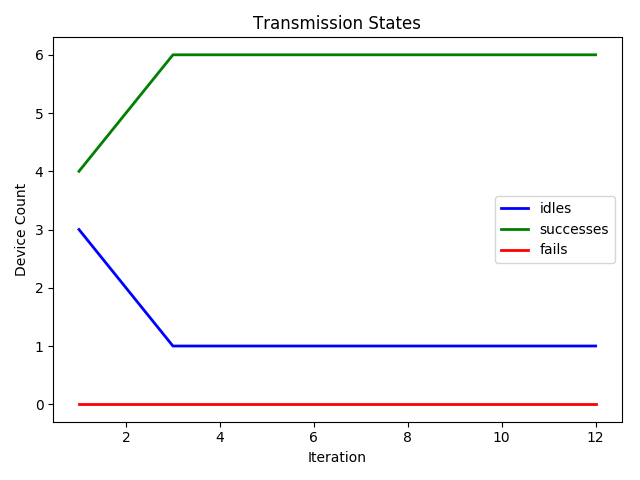 Transmission States
Device Count
6
5
4
3
2
1
0
idles
successes
fails
2 4 6 8 10 12
Iteration